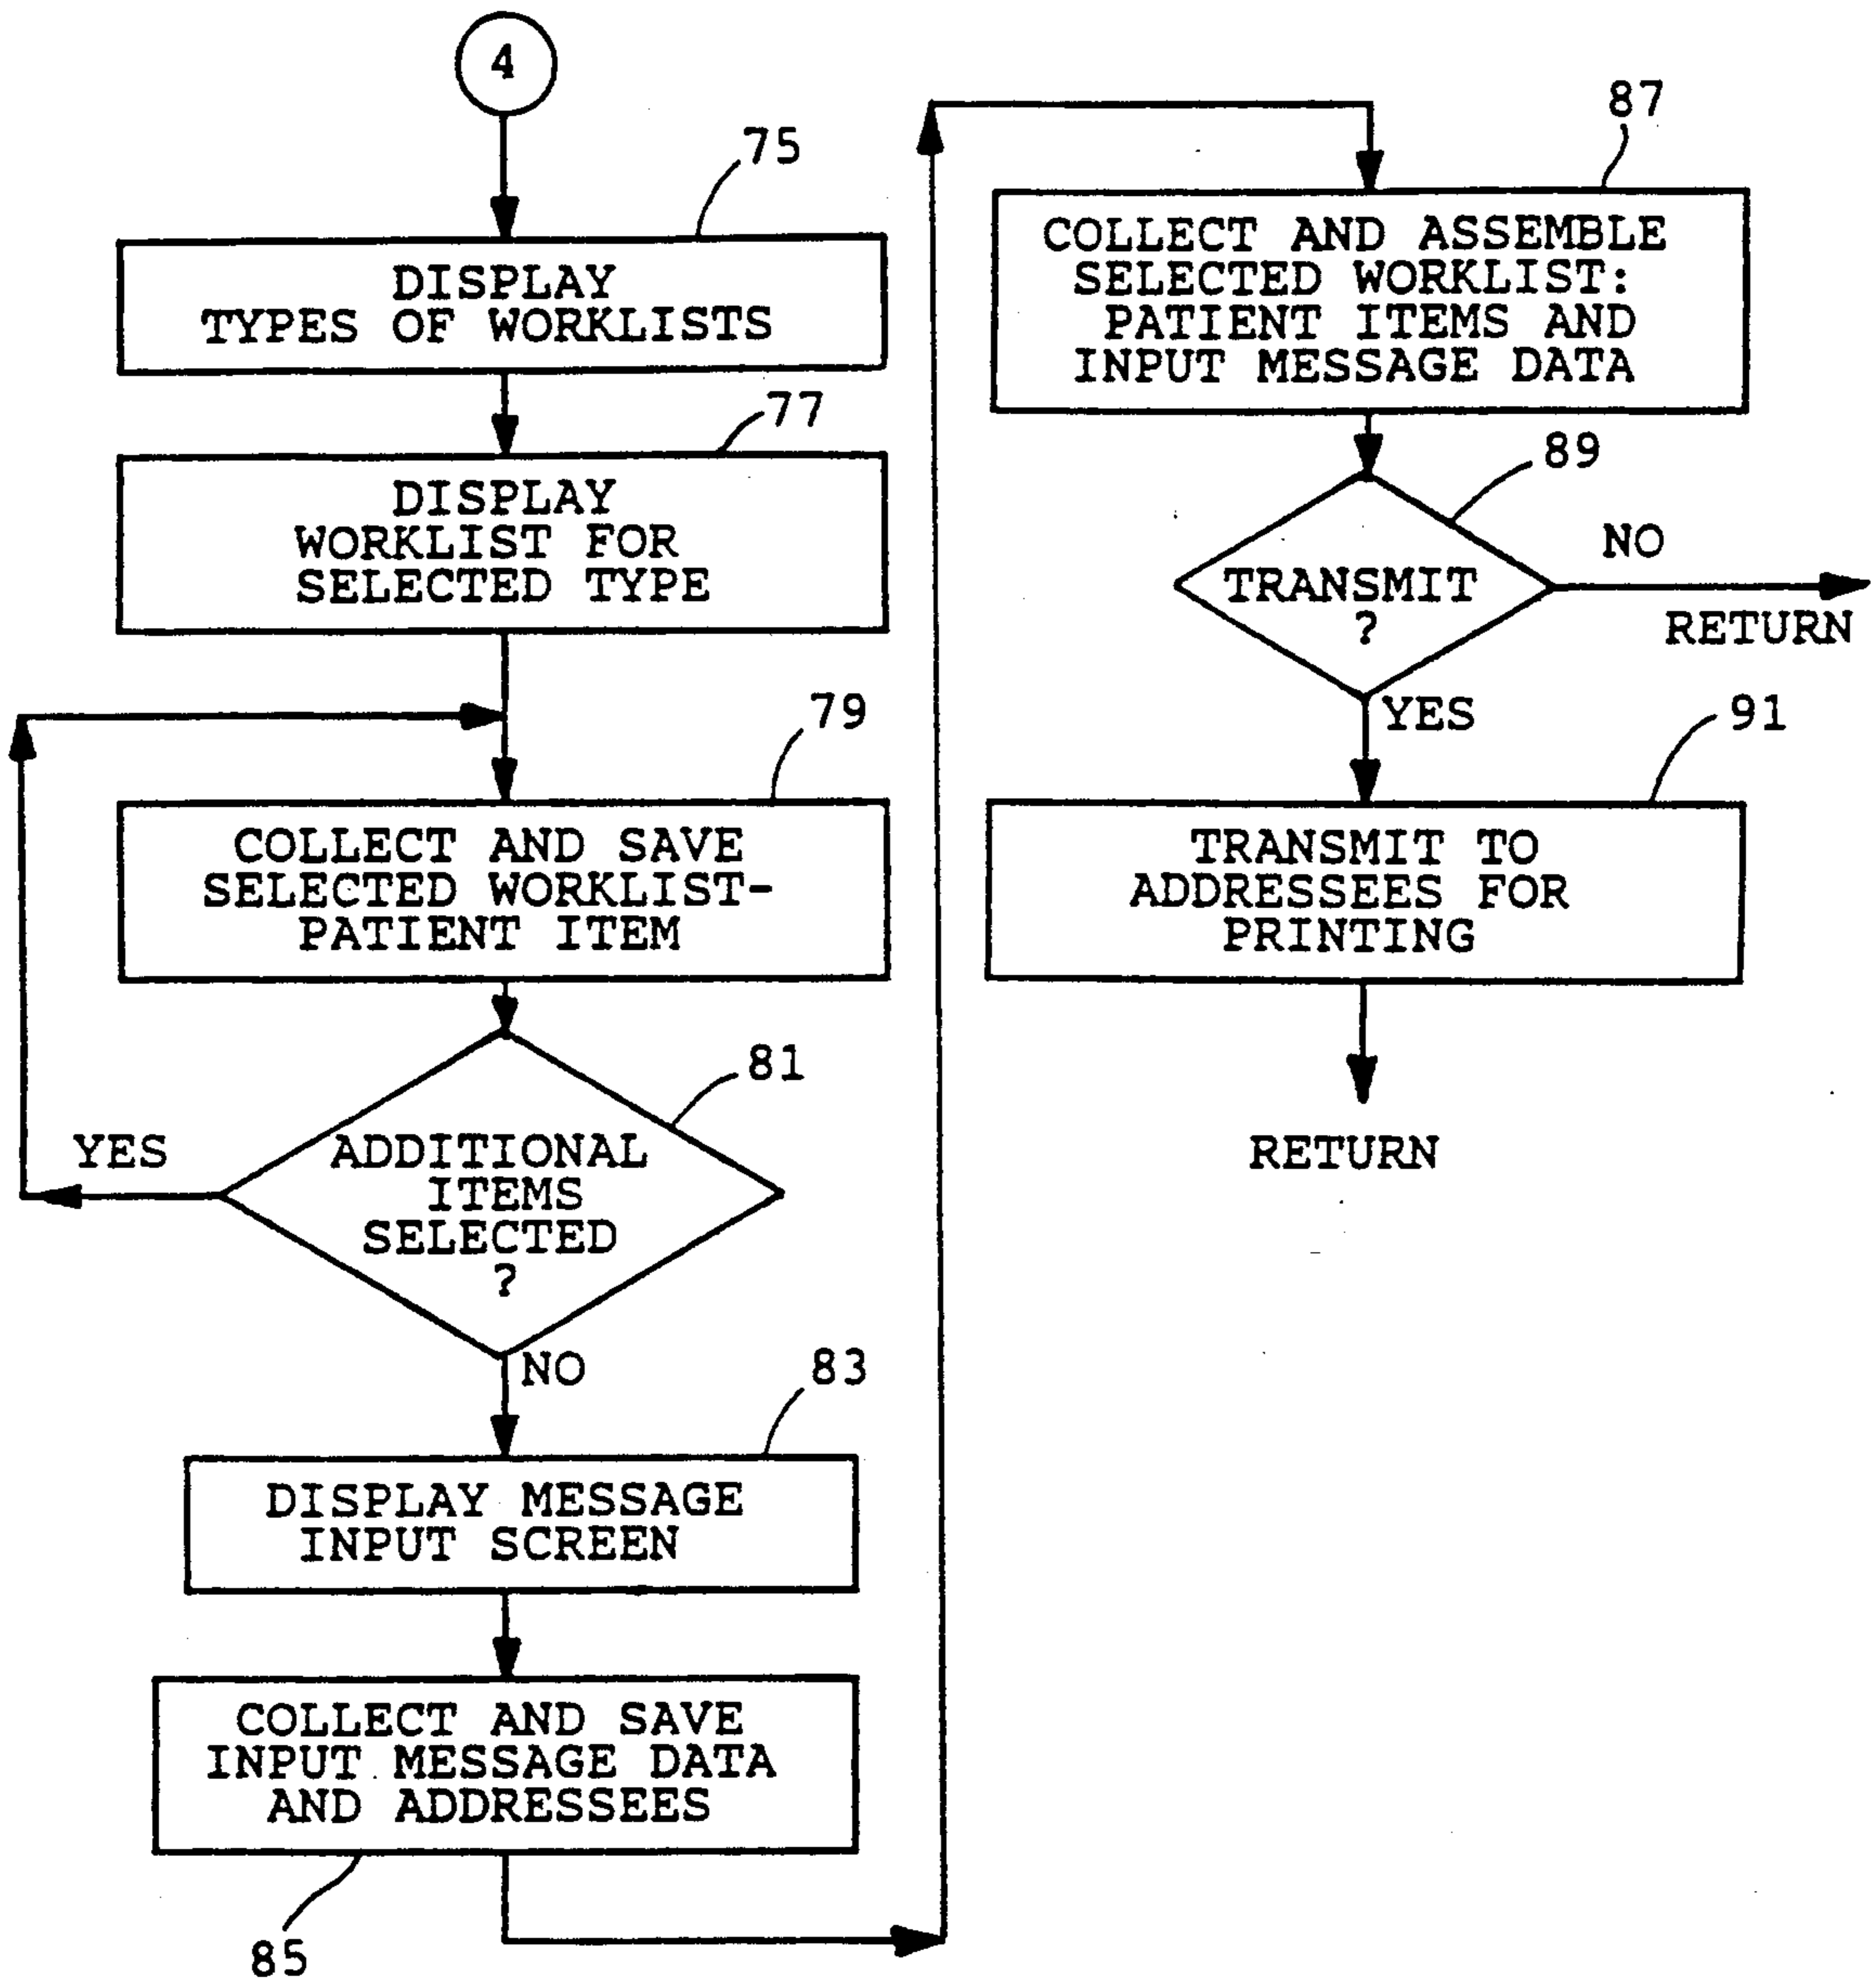 4
75
DISPLAY
TYPES OF WORKLISTS
77
DISPLAY
WORKLIST FOR
SELECTED TYPE
79
COLLECT AND SAVE
SELECTED WORKLIST-
PATIENT ITEM
81
YES
ADDITIONAL
ITEMS
SELECTED
?
NO
83
DISPLAY MESSAGE
INPUT SCREEN
COLLECT AND SAVE
INPUT MESSAGE DATA
AND ADDRESSEES
85
87
COLLECT AND ASSEMBLE
SELECTED WORKLIST:
PATIENT ITEMS AND
INPUT MESSAGE DATA
89
NO
TRANSMIT
?
RETURN
YES
91
TRANSMIT TO
ADDRESSEES FOR
PRINTING
RETURN